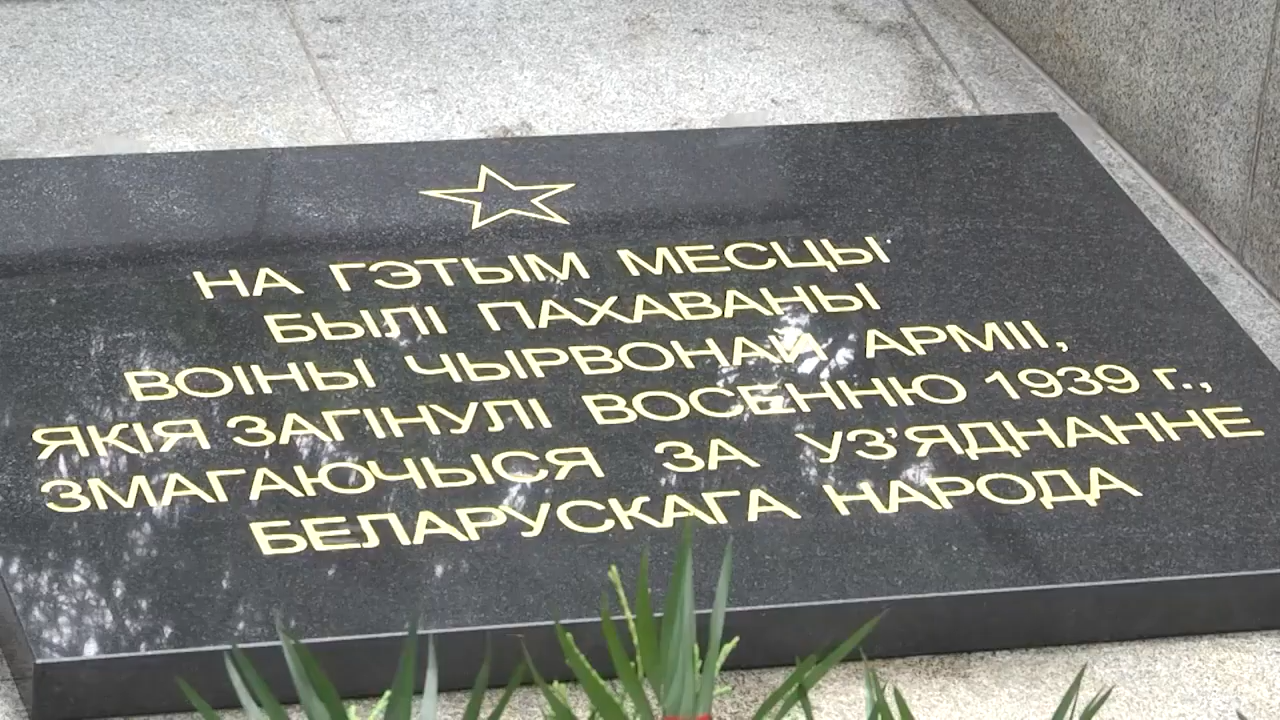 НА ГЭТЫМ МЕСЦЫ
БЫЛІ ПАХАВАНЫ
ВОІНЫ ЧЫРВОНАЙ АРМІІ,
ЯКІЯ ЗАГІНУЛІ ВОСЕННЮ 1939 г.,
ЗМАГАЮЧЫСЯ ЗА УЗ’ЯДНАННЕ
БЕЛАРУСКАГА НАРОДА